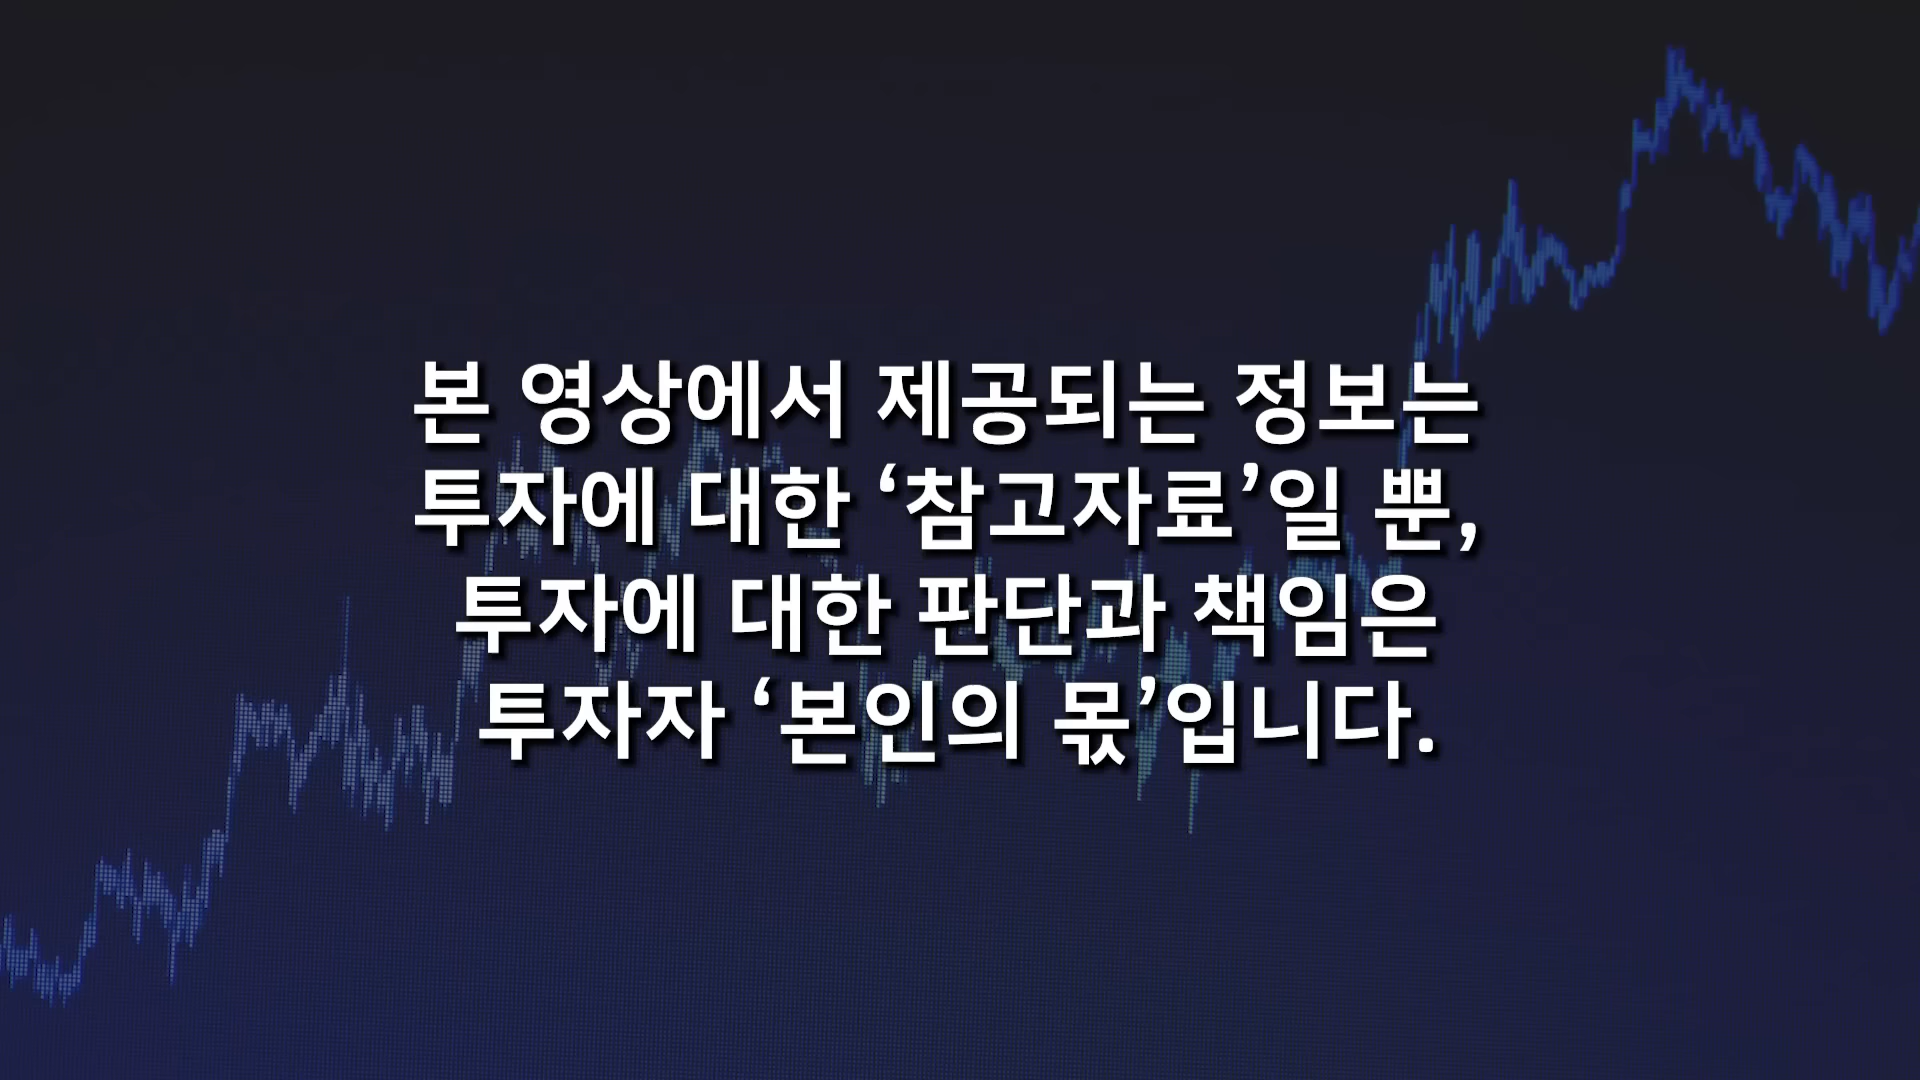 본 영상에서 제공되는 정보는
투자에 대한 ‘참고자료’일 뿐,
투자에 대한 판단과 책임은
투자자 ‘본인의 몫’입니다.